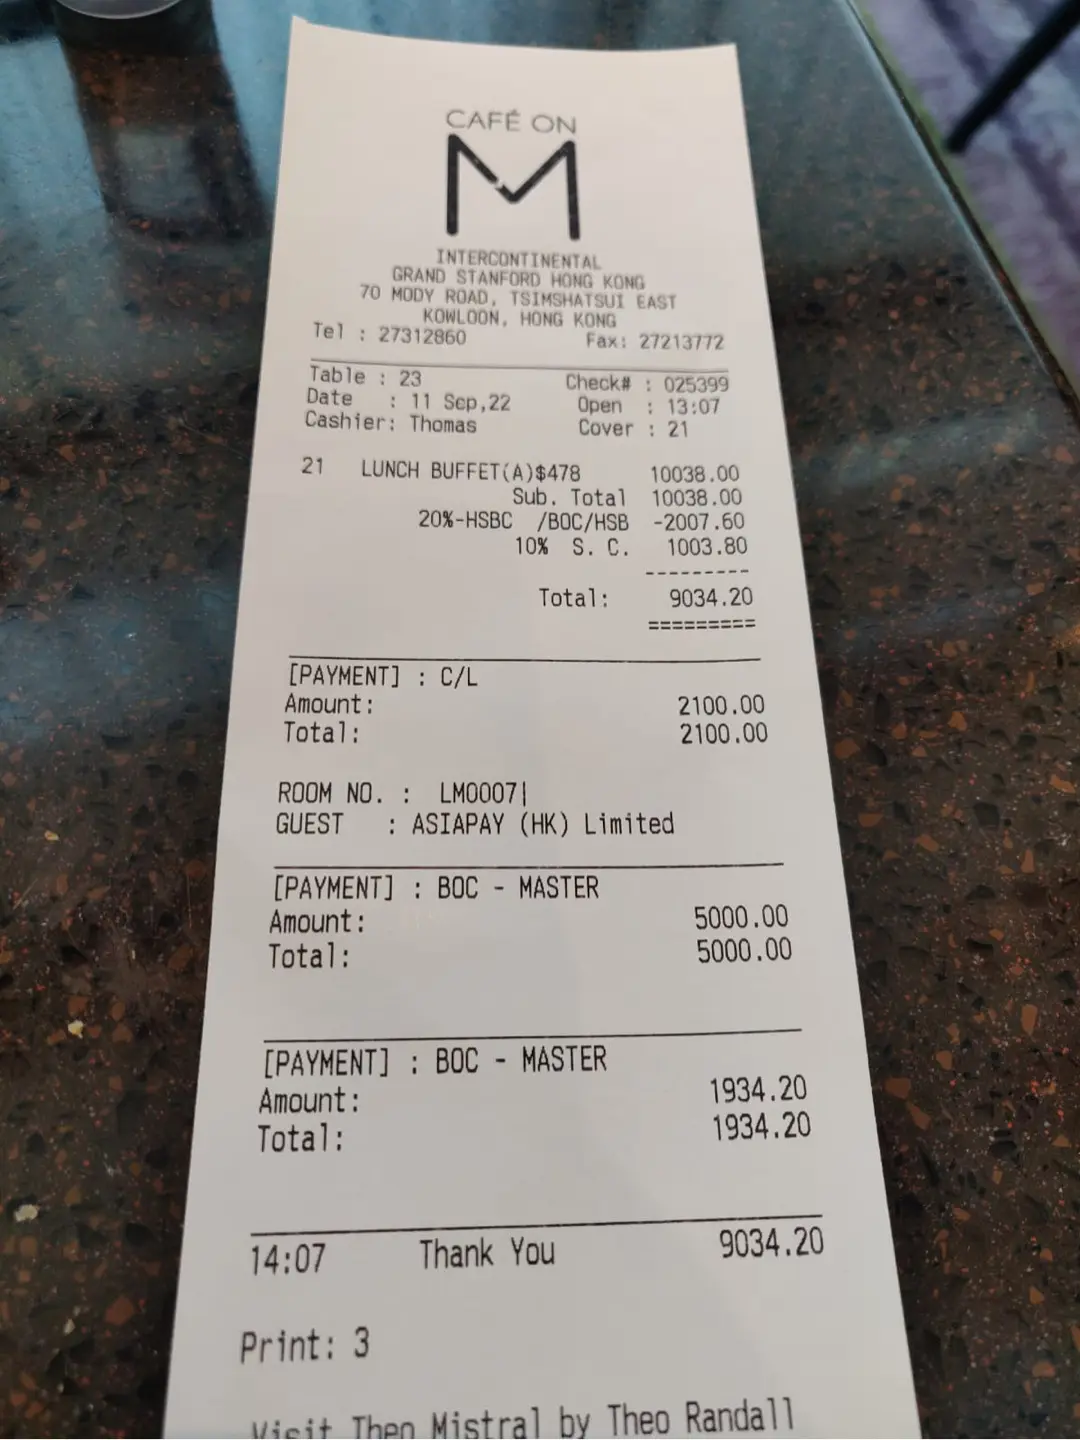 CAFÉ ON
M
INTERCONTINENTAL
GRAND STANFORD HONG KONG
70 MODY ROAD, TSIMSHATSUI EAST
KOWLOON, HONG KONG
Tel : 27312860 Fax: 27213772
Table : 23 Check# : 025399
Date : 11 Sep,22 Open : 13:07
Cashier: Thomas Cover : 21
21 LUNCH BUFFET(A)$478 10038.00
Sub. Total 10038.00
20%-HSBC /BOC/HSB -2007.60
10% S. C. 1003.80
---------
Total: 9034.20
=========
[PAYMENT] : C/L
Amount: 2100.00
Total: 2100.00
ROOM NO. : LM0007|
GUEST : ASIAPAY (HK) Limited
[PAYMENT] : BOC - MASTER
Amount: 5000.00
Total: 5000.00
[PAYMENT] : BOC - MASTER
Amount: 1934.20
Total: 1934.20
14:07 Thank You 9034.20
Print: 3
Visit Theo Mistral by Theo Randall